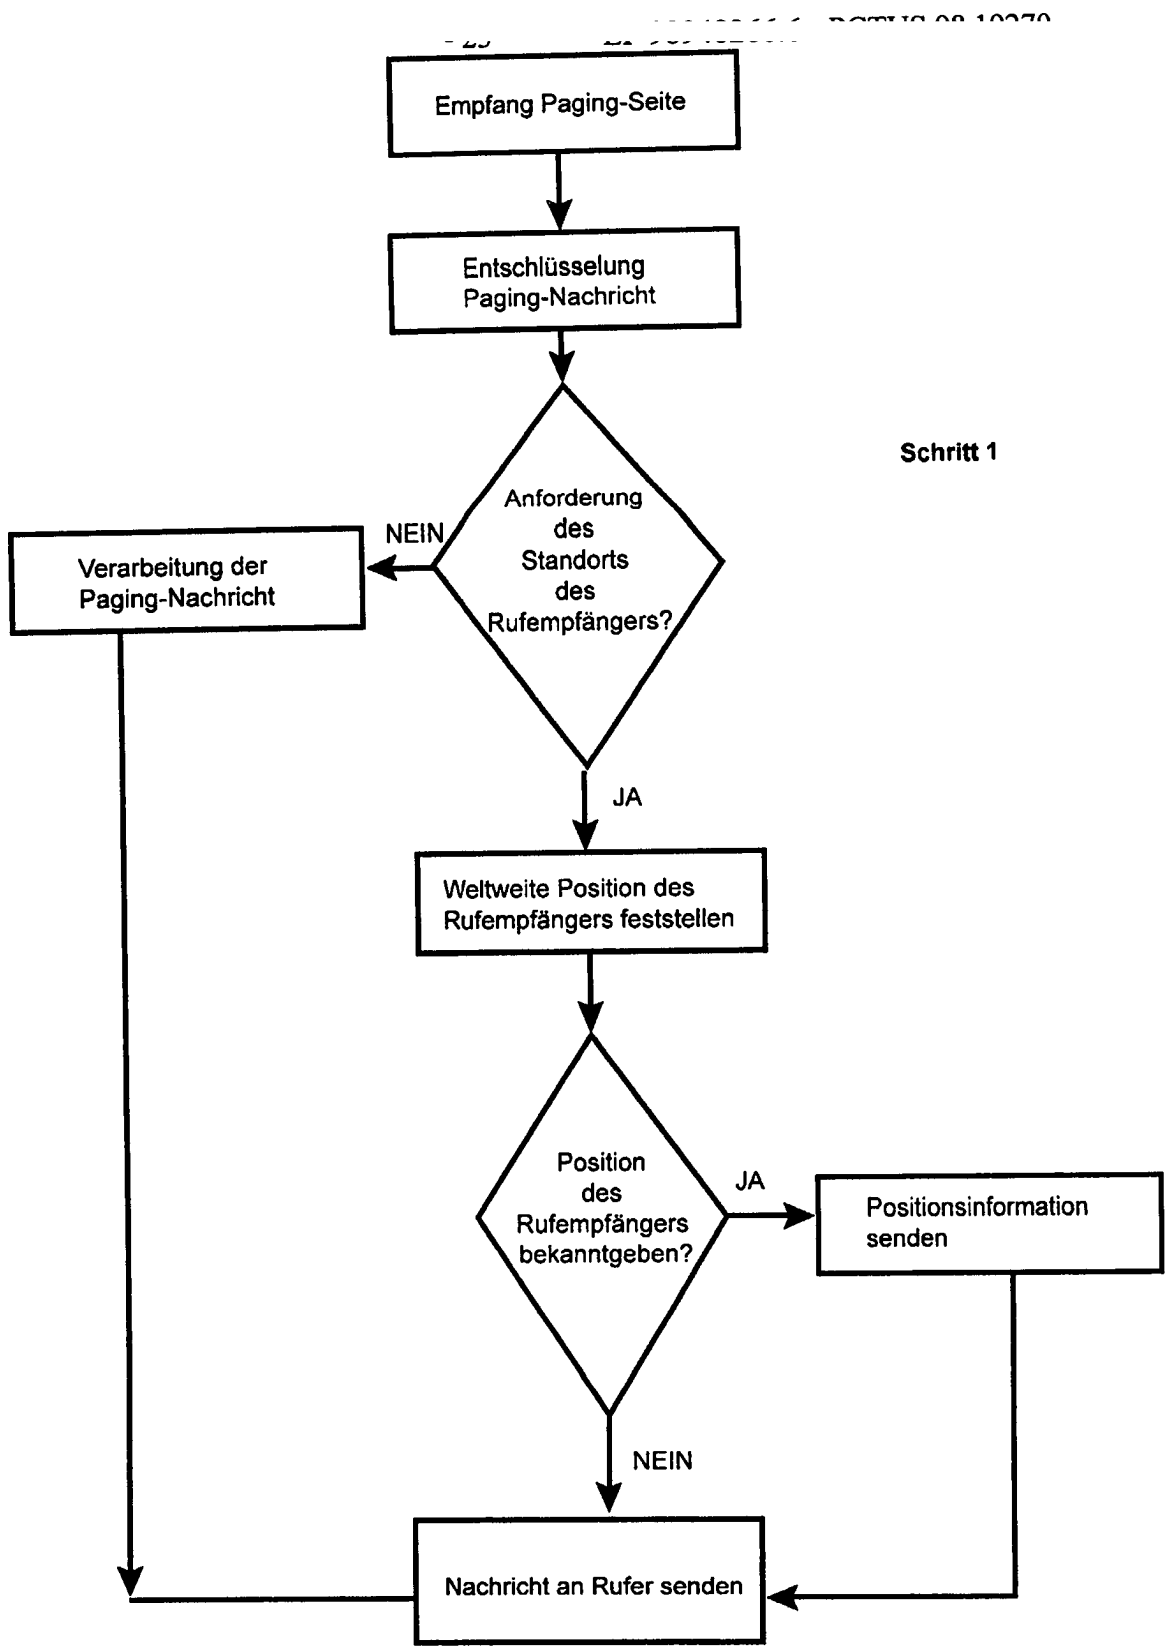 Empfang Paging-Seite
Entschlüsselung
Paging-Nachricht
Schritt 1
Anforderung
des
Standorts
des
Rufempfängers?
NEIN
Verarbeitung der
Paging-Nachricht
JA
Weltweite Position des
Rufempfängers feststellen
Position
des
Rufempfängers
bekanntgeben?
JA
Positionsinformation
senden
NEIN
Nachricht an Rufer senden